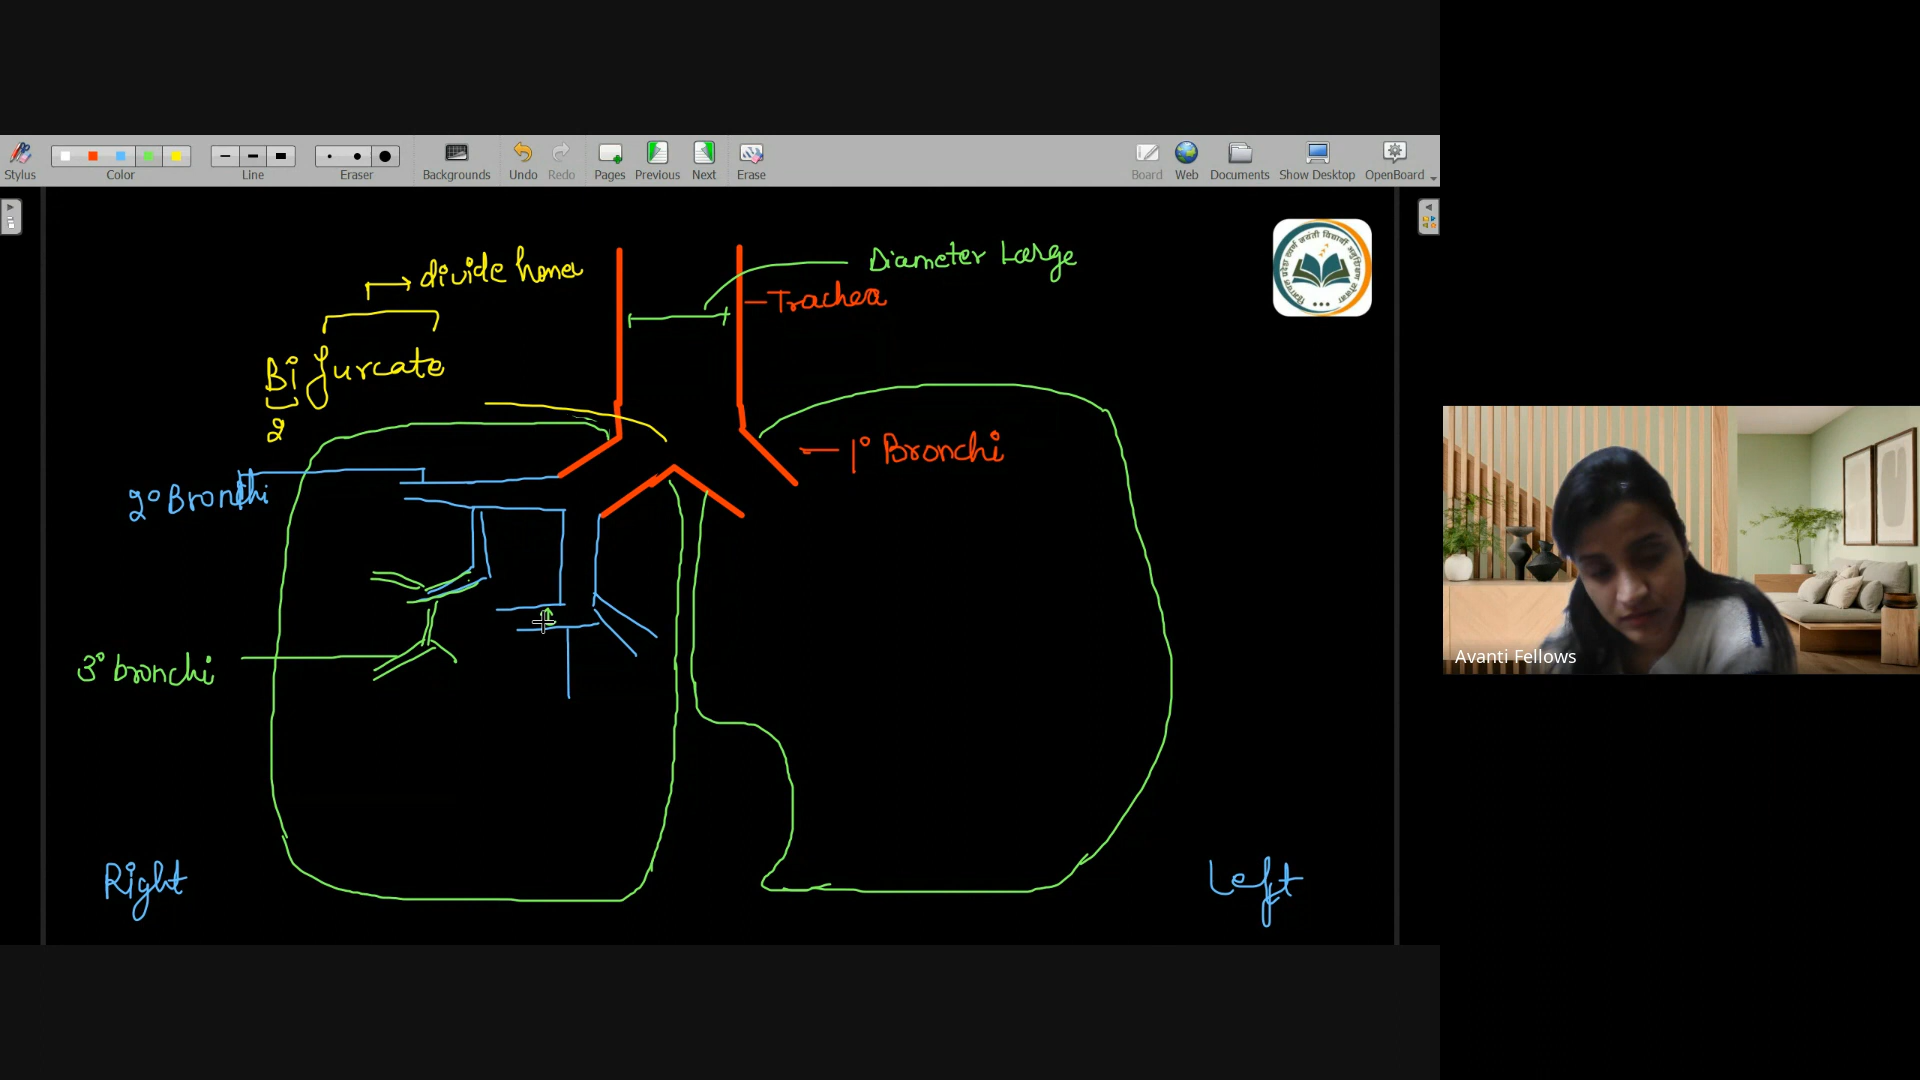 Stylus
Color
Line
Eraser
Backgrounds
Undo
Redo
Pages
Previous
Next
Erase
Board
Web
Documents
Show Desktop
OpenBoard
divide hona
Diameter Large
Trachea
Bifurcate
2
1° Bronchi
2° Bronchi
3° bronchi
Right
Left
Avanti Fellows